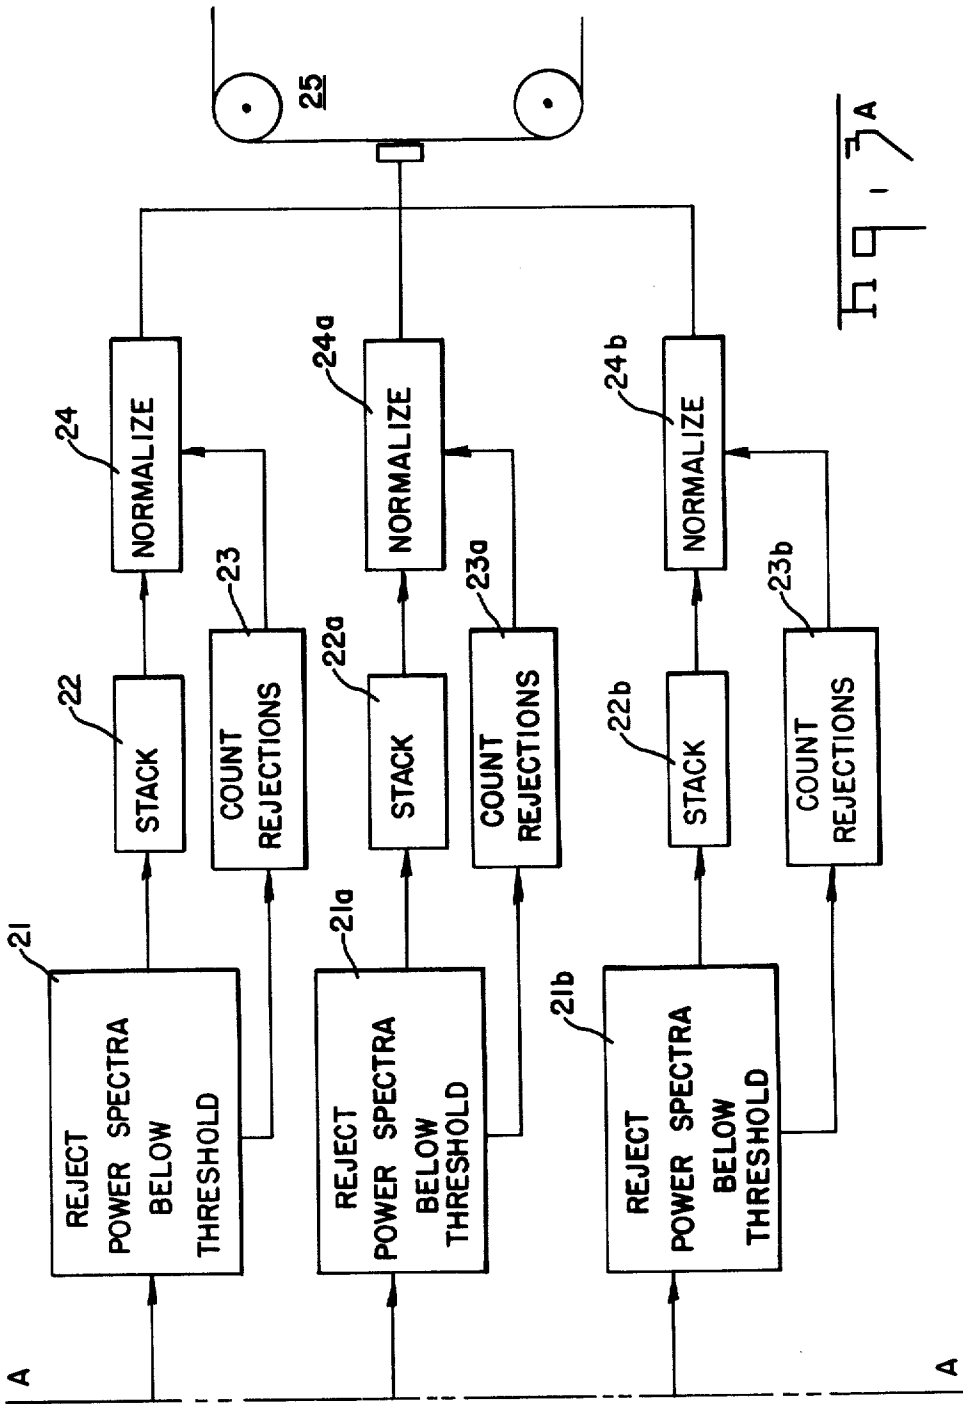 A
21
REJECT
POWER SPECTRA
BELOW
THRESHOLD
22
STACK
24
NORMALIZE
23
COUNT
REJECTIONS
25
21a
REJECT
POWER SPECTRA
BELOW
THRESHOLD
22a
STACK
24a
NORMALIZE
23a
COUNT
REJECTIONS
21b
REJECT
POWER SPECTRA
BELOW
THRESHOLD
22b
STACK
24b
NORMALIZE
23b
COUNT
REJECTIONS
A